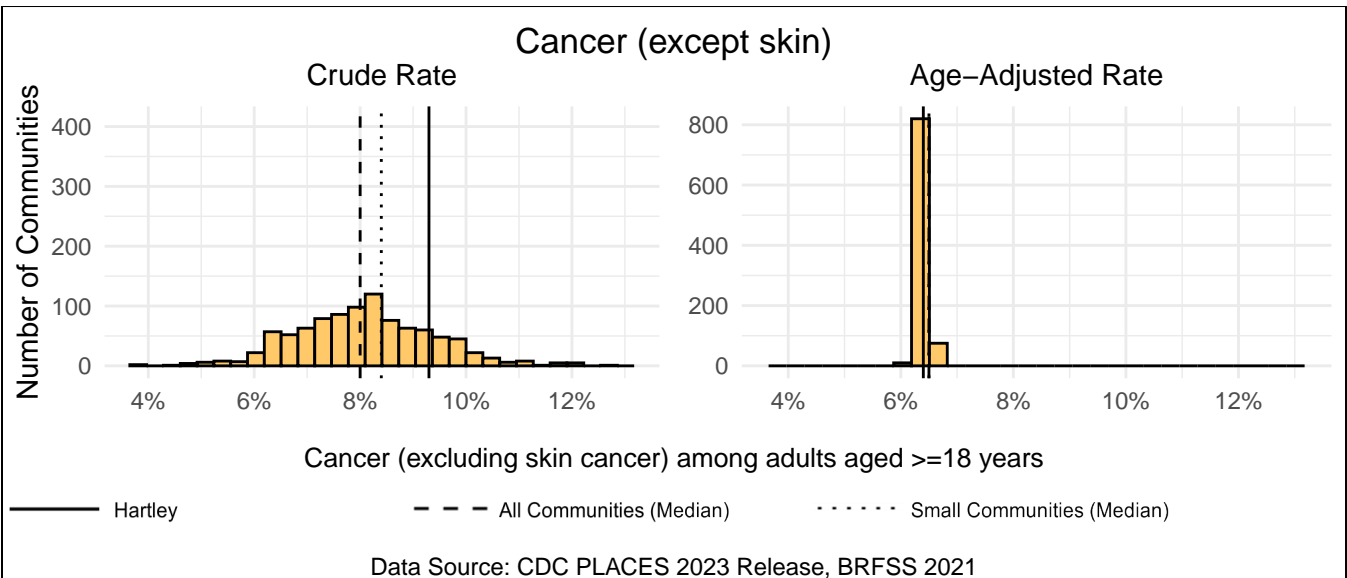 Cancer (except skin)
Crude Rate
Age−Adjusted Rate
Number of Communities
400
300
200
100
0
4%
6%
8%
10%
12%
800
600
400
200
0
4%
6%
8%
10%
12%
Cancer (excluding skin cancer) among adults aged >=18 years
Hartley
All Communities (Median)
Small Communities (Median)
Data Source: CDC PLACES 2023 Release, BRFSS 2021